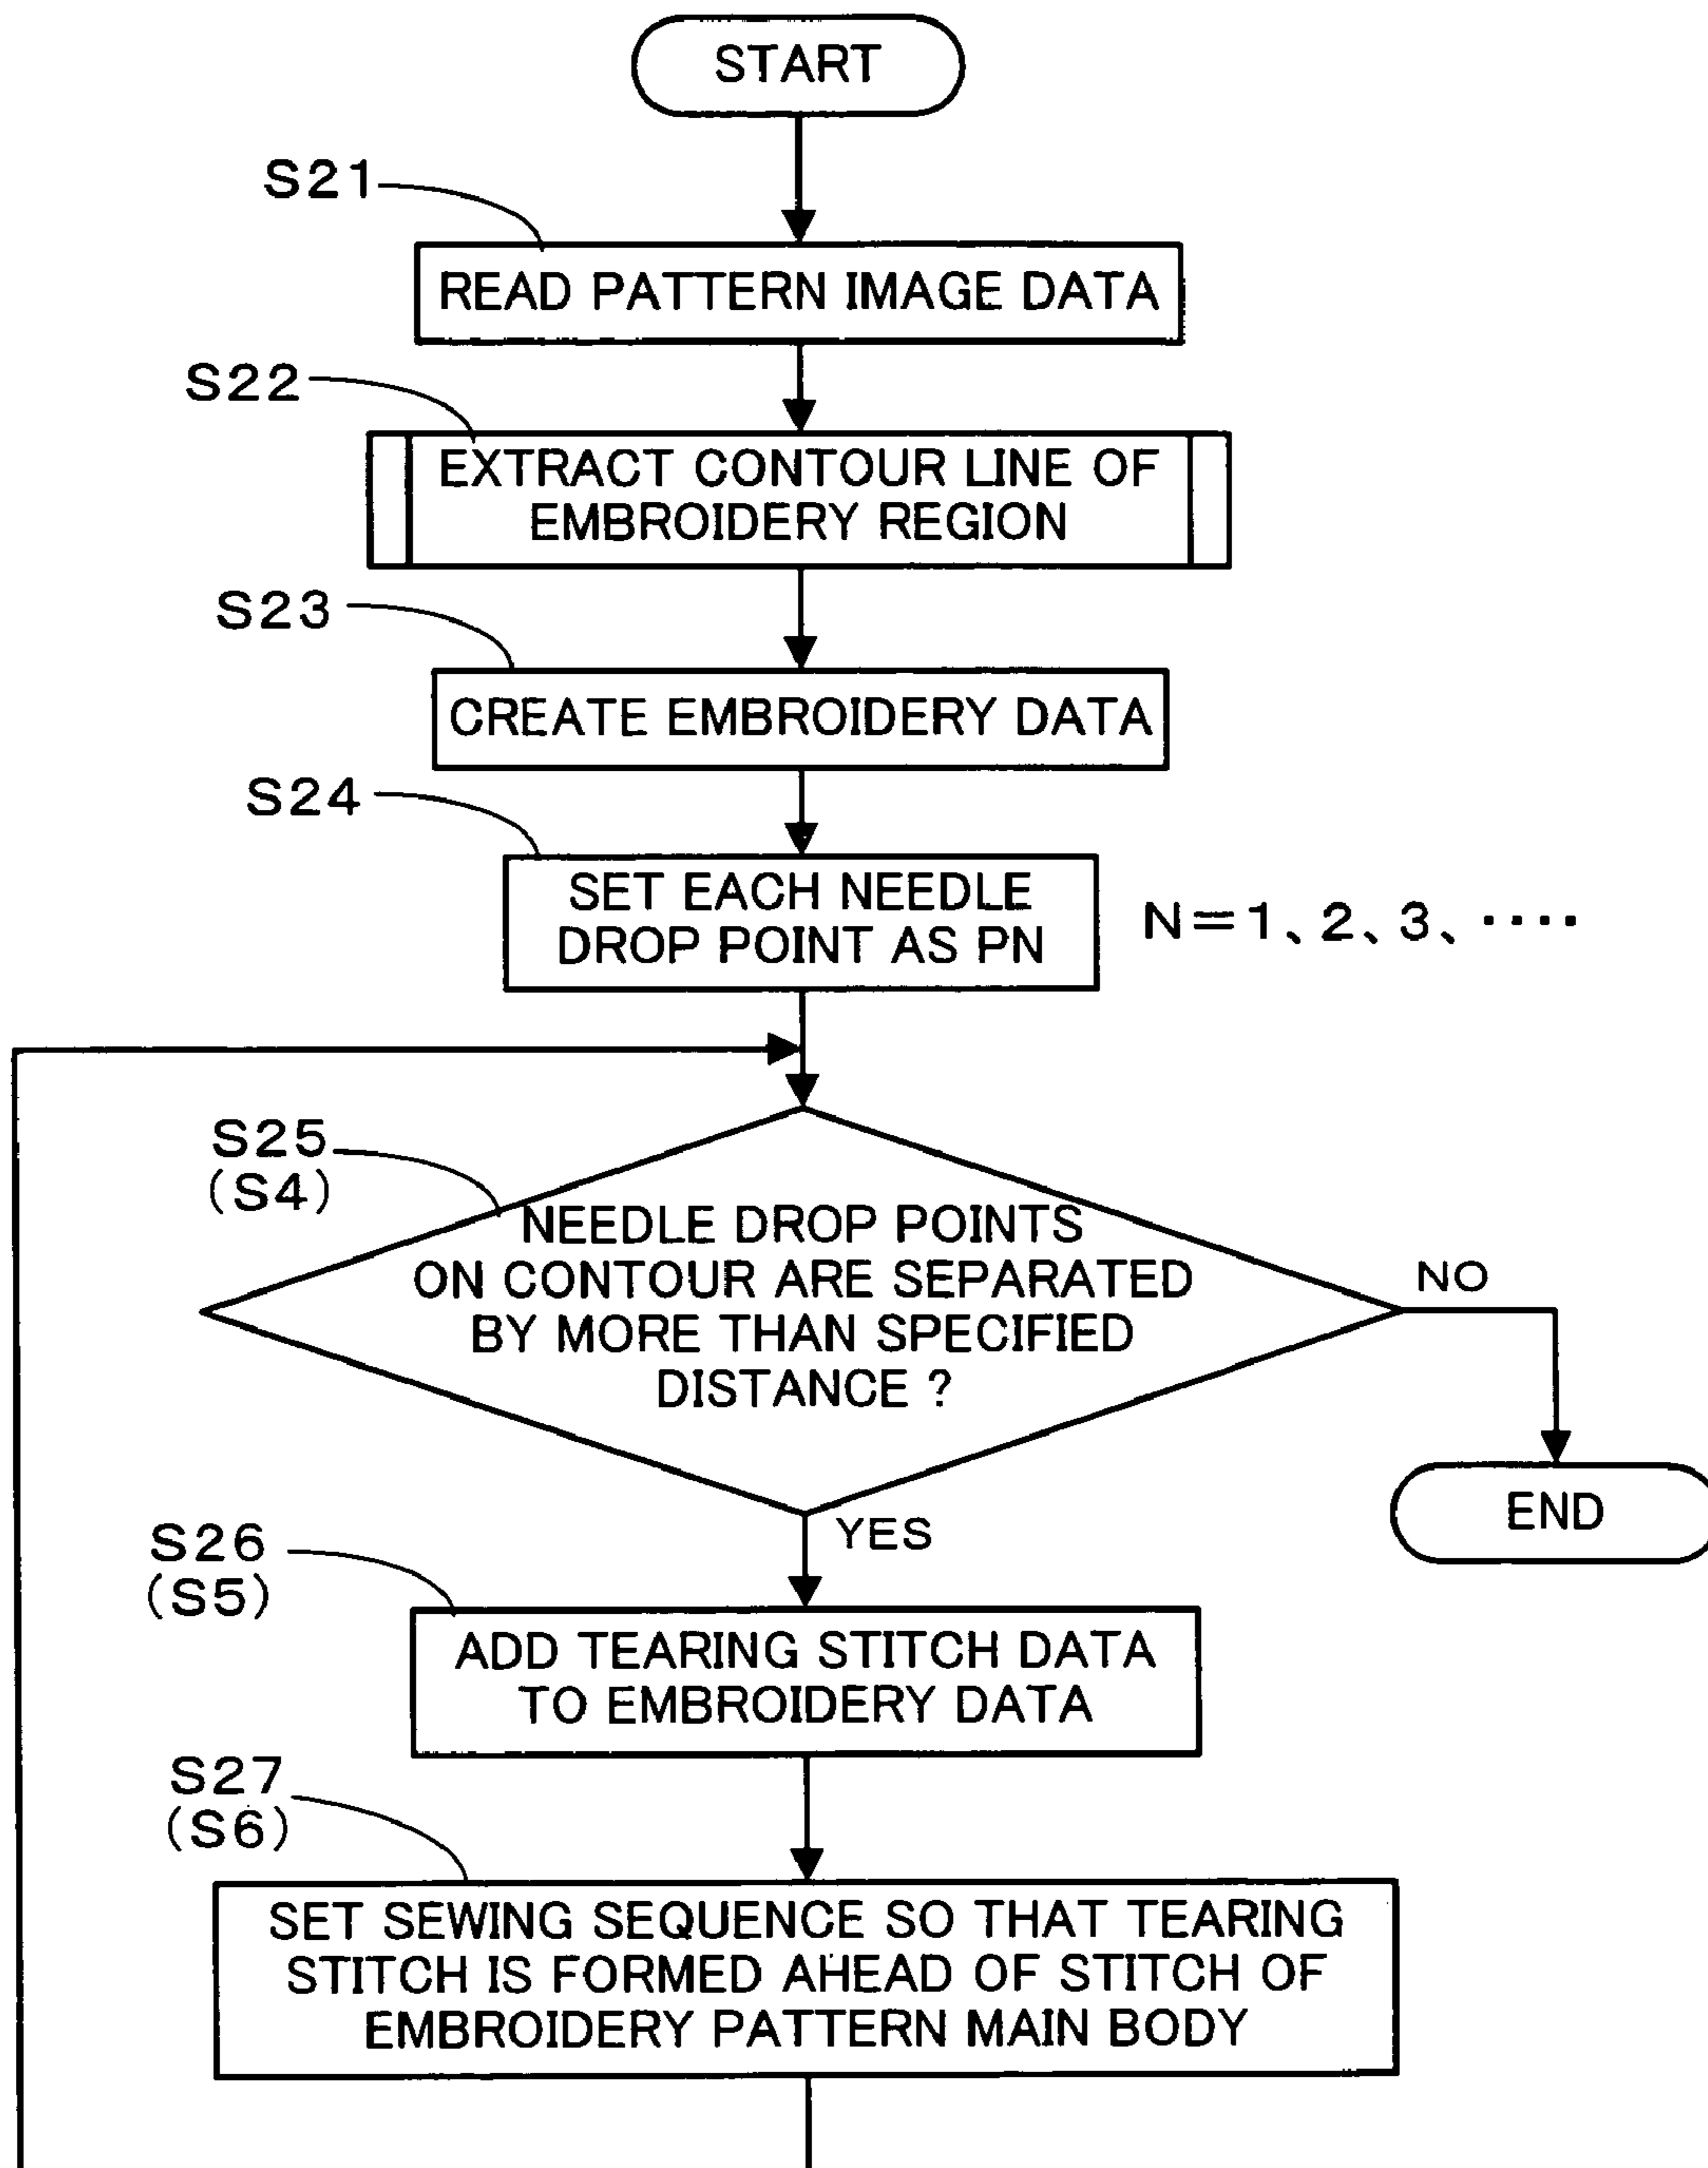 START
S21
READ PATTERN IMAGE DATA
S22
EXTRACT CONTOUR LINE OF
EMBROIDERY REGION
S23
CREATE EMBROIDERY DATA
S24
SET EACH NEEDLE
DROP POINT AS PN
N=1、2、3、‥‥
S25
(S4)
NEEDLE DROP POINTS
ON CONTOUR ARE SEPARATED
BY MORE THAN SPECIFIED
DISTANCE ?
NO
END
YES
S26
(S5)
ADD TEARING STITCH DATA
TO EMBROIDERY DATA
S27
(S6)
SET SEWING SEQUENCE SO THAT TEARING
STITCH IS FORMED AHEAD OF STITCH OF
EMBROIDERY PATTERN MAIN BODY